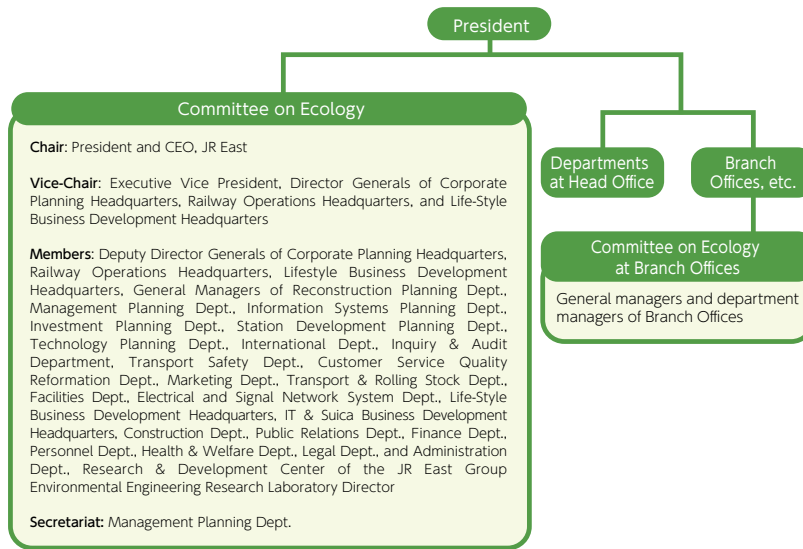 President
Committee on Ecology
Chair: President and CEO, JR East
Vice-Chair: Executive Vice President, Director Generals of Corporate
Planning Headquarters, Railway Operations Headquarters, and Life-Style
Business Development Headquarters
Members: Deputy Director Generals of Corporate Planning Headquarters,
Railway Operations Headquarters, Lifestyle Business Development
Headquarters, General Managers of Reconstruction Planning Dept.,
Management Planning Dept., Information Systems Planning Dept.,
Investment Planning Dept., Station Development Planning Dept.,
Technology Planning Dept., International Dept., Inquiry & Audit
Department, Transport Safety Dept., Customer Service Quality
Reformation Dept., Marketing Dept., Transport & Rolling Stock Dept.,
Facilities Dept., Electrical and Signal Network System Dept., Life-Style
Business Development Headquarters, IT & Suica Business Development
Headquarters, Construction Dept., Public Relations Dept., Finance Dept.,
Personnel Dept., Health & Welfare Dept., Legal Dept., and Administration
Dept., Research & Development Center of the JR East Group
Environmental Engineering Research Laboratory Director
Secretariat: Management Planning Dept.
Departments
at Head Office
Branch
Offices, etc.
Committee on Ecology
at Branch Offices
General managers and department
managers of Branch Offices